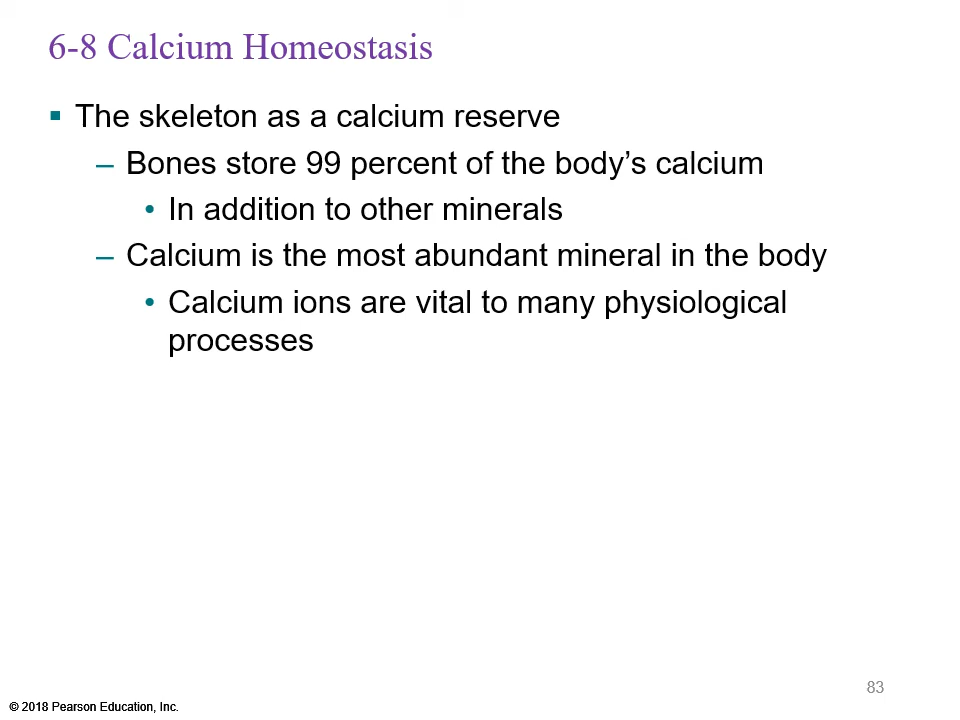 6-8 Calcium Homeostasis
▪ The skeleton as a calcium reserve
– Bones store 99 percent of the body’s calcium
• In addition to other minerals
– Calcium is the most abundant mineral in the body
• Calcium ions are vital to many physiological
processes
83
© 2018 Pearson Education, Inc.